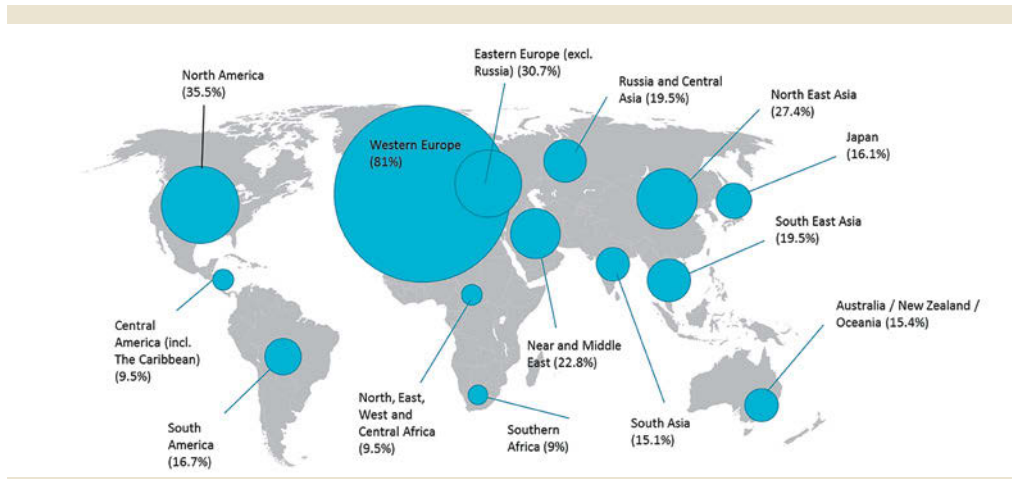 North America
(35.5%)
Eastern Europe (excl.
Russia) (30.7%)
Russia and Central
Asia (19.5%)
North East Asia
(27.4%)
Japan
(16.1%)
Western Europe
(81%)
South East Asia
(19.5%)
Australia / New Zealand /
Oceania (15.4%)
Central
America (incl.
The Caribbean)
(9.5%)
Near and Middle
East (22.8%)
North, East,
West and
Central Africa
(9.5%)
South
America
(16.7%)
Southern
Africa (9%)
South Asia
(15.1%)